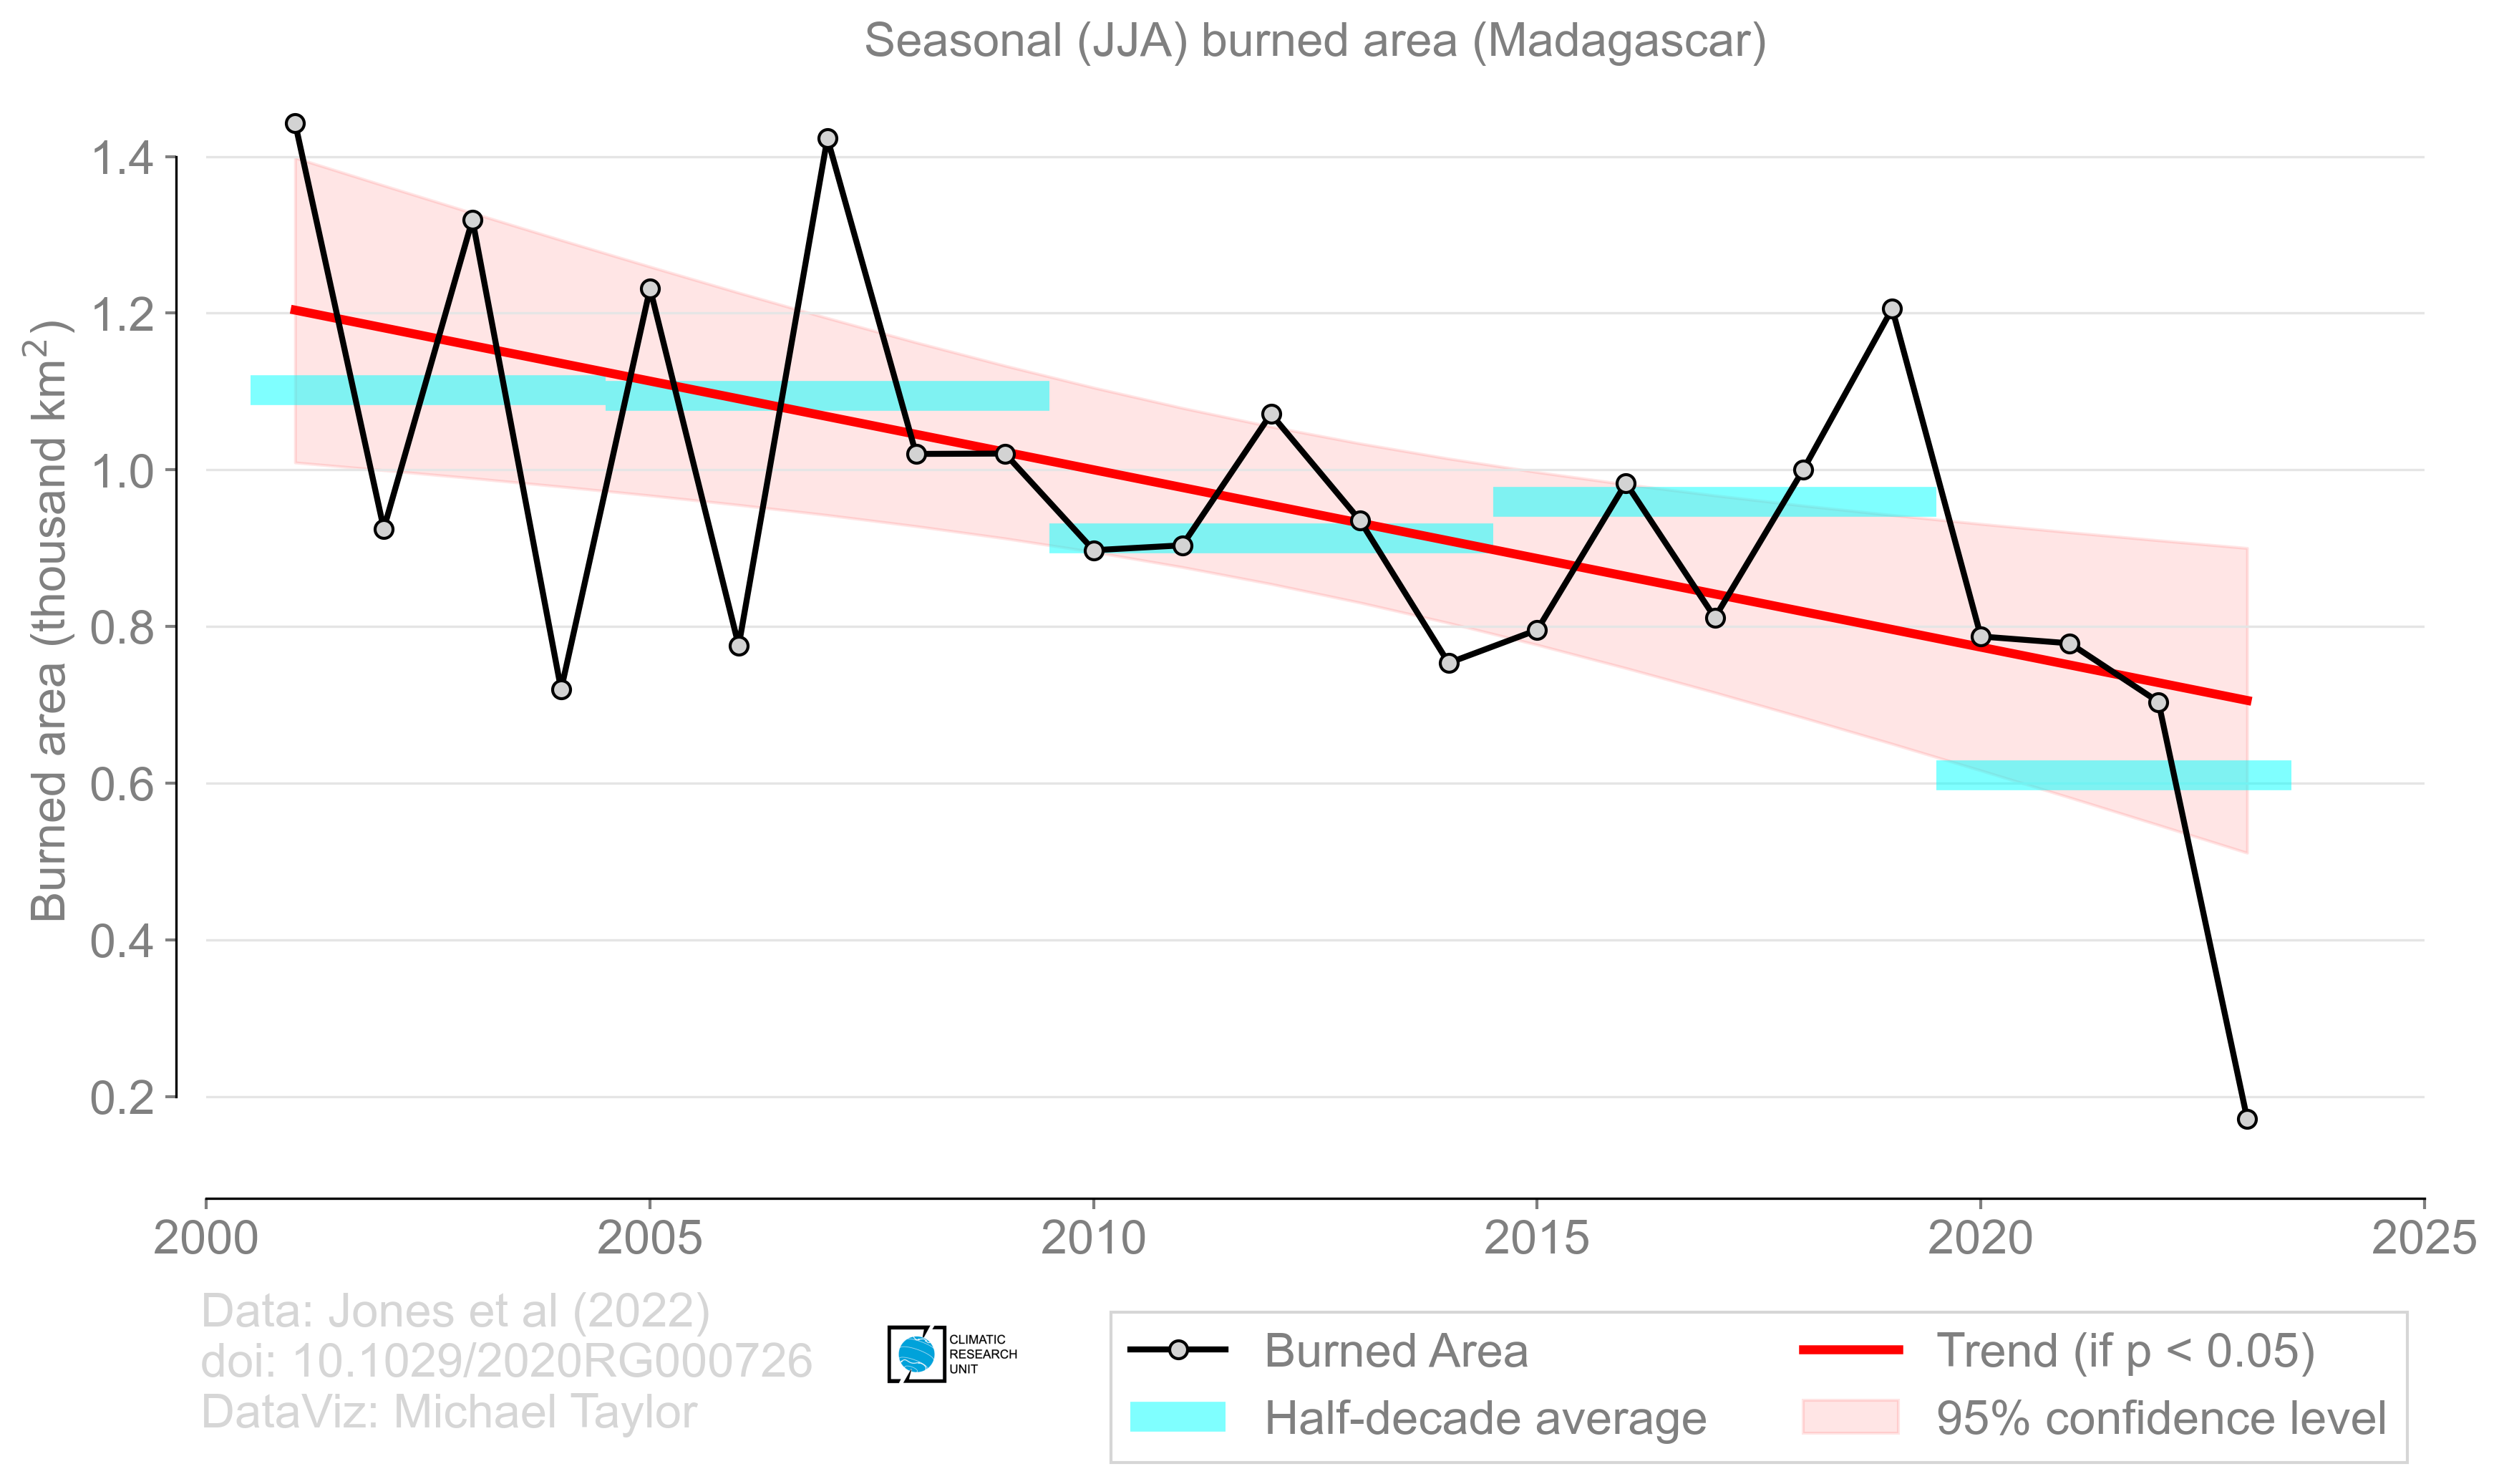 Seasonal (JJA) burned area (Madagascar)
Burned area (thousand km²)
1.4
1.2
1.0
0.8
0.6
0.4
0.2
2000 2005 2010 2015 2020 2025
Data: Jones et al (2022)
doi: 10.1029/2020RG000726
DataViz: Michael Taylor
CLIMATIC
RESEARCH
UNIT
Burned Area
Half-decade average
Trend (if p < 0.05)
95% confidence level